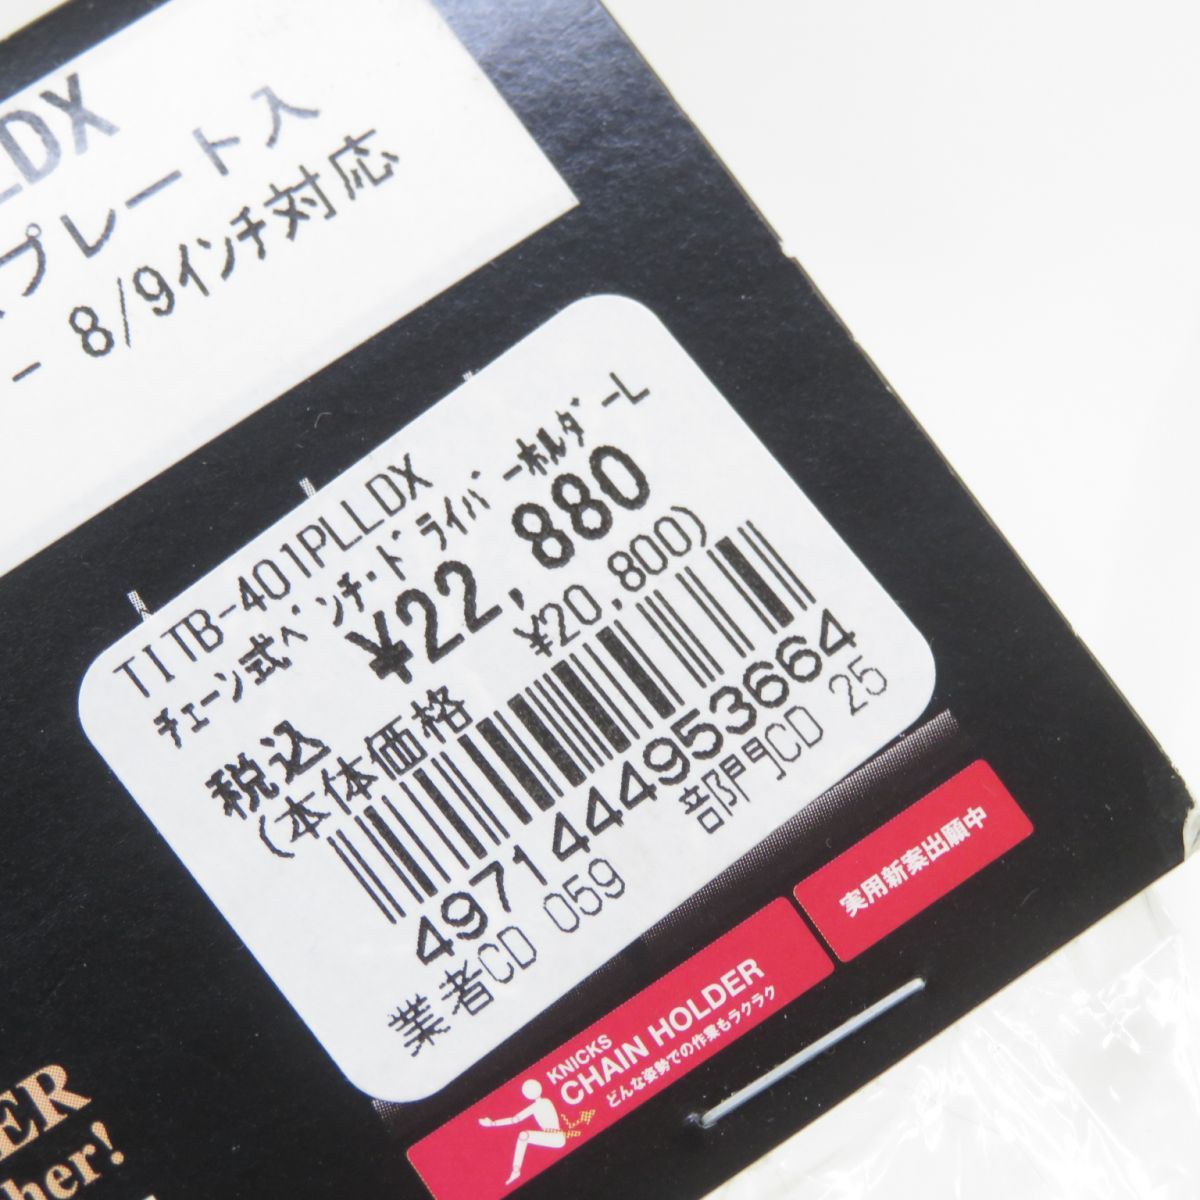 LDX
プレート入
- 8/9インチ対応
TITB-401PLLDX
チェーン式ペンチ・ドライバーホルダーL
税込 ¥22,880
(本体価格 ¥20,800)
4971444953664
業者CD 059 部門CD 25
実用新案出願中
KNICKS
CHAIN HOLDER
どんな姿勢での作業もラクラク
ER
her!